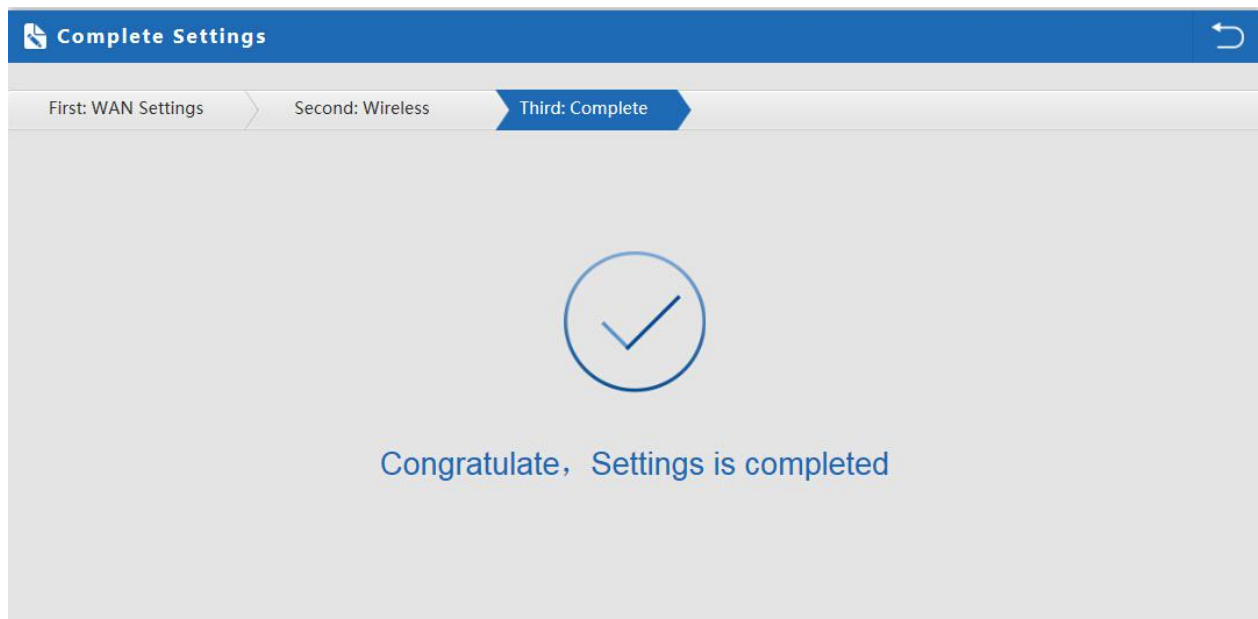 Complete Settings
First: WAN Settings Second: Wireless Third: Complete
Congratulate，Settings is completed